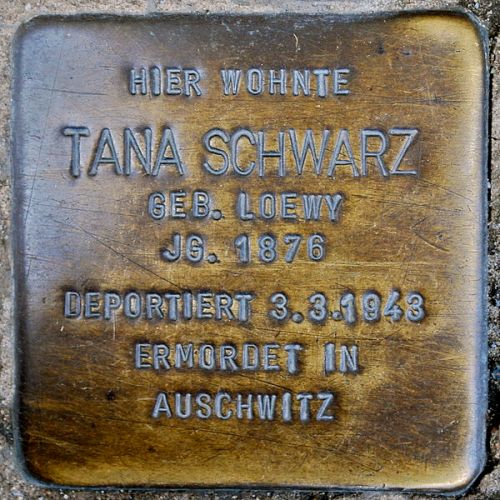 HIER WOHNTE
TANA SCHWARZ
GEB. LOEWY
JG. 1876
DEPORTIERT 3.3.1943
ERMORDET IN
AUSCHWITZ